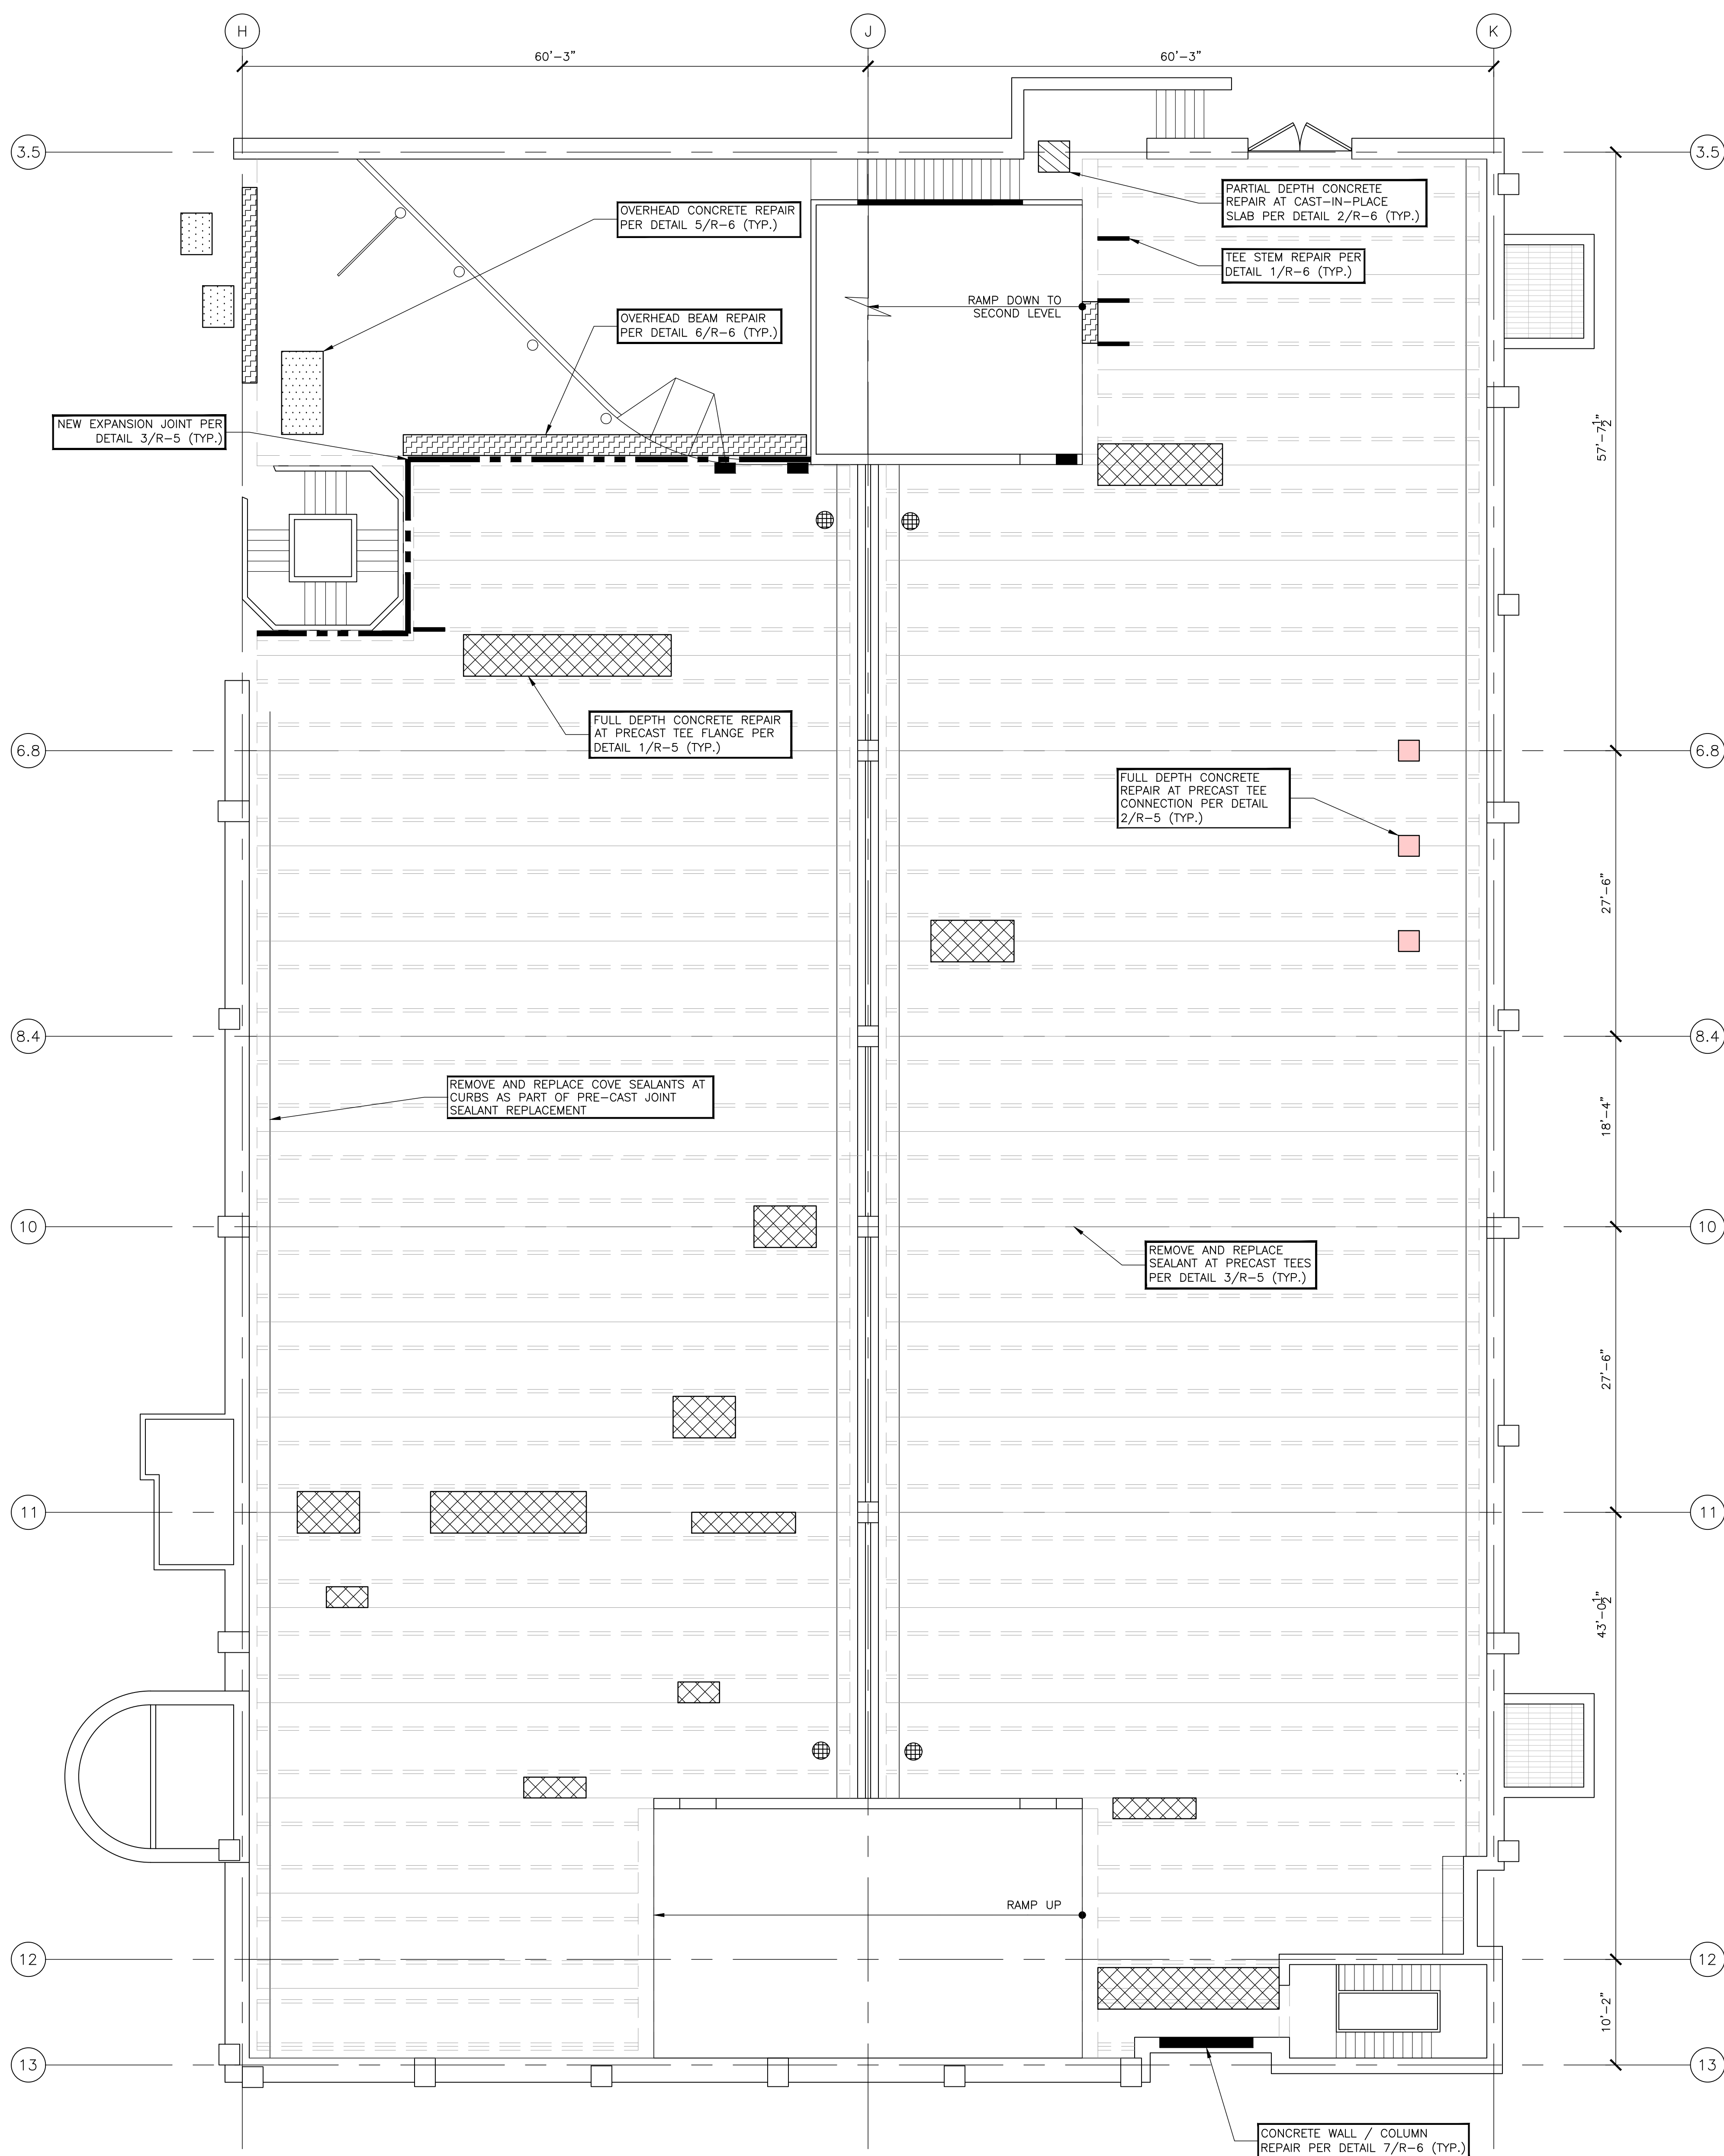 H
J
K
60'-3"
60'-3"
3.5
3.5
PARTIAL DEPTH CONCRETE
REPAIR AT CAST-IN-PLACE
SLAB PER DETAIL 2/R-6 (TYP.)
OVERHEAD CONCRETE REPAIR
PER DETAIL 5/R-6 (TYP.)
TEE STEM REPAIR PER
DETAIL 1/R-6 (TYP.)
RAMP DOWN TO
SECOND LEVEL
OVERHEAD BEAM REPAIR
PER DETAIL 6/R-6 (TYP.)
NEW EXPANSION JOINT PER
DETAIL 3/R-5 (TYP.)
57'-7½"
FULL DEPTH CONCRETE REPAIR
AT PRECAST TEE FLANGE PER
DETAIL 1/R-5 (TYP.)
6.8
6.8
FULL DEPTH CONCRETE
REPAIR AT PRECAST TEE
CONNECTION PER DETAIL
2/R-5 (TYP.)
27'-6"
8.4
8.4
REMOVE AND REPLACE COVE SEALANTS AT
CURBS AS PART OF PRE-CAST JOINT
SEALANT REPLACEMENT
18'-4"
10
10
REMOVE AND REPLACE
SEALANT AT PRECAST TEES
PER DETAIL 3/R-5 (TYP.)
27'-6"
11
11
43'-0½"
RAMP UP
12
12
10'-2"
13
13
CONCRETE WALL / COLUMN
REPAIR PER DETAIL 7/R-6 (TYP.)